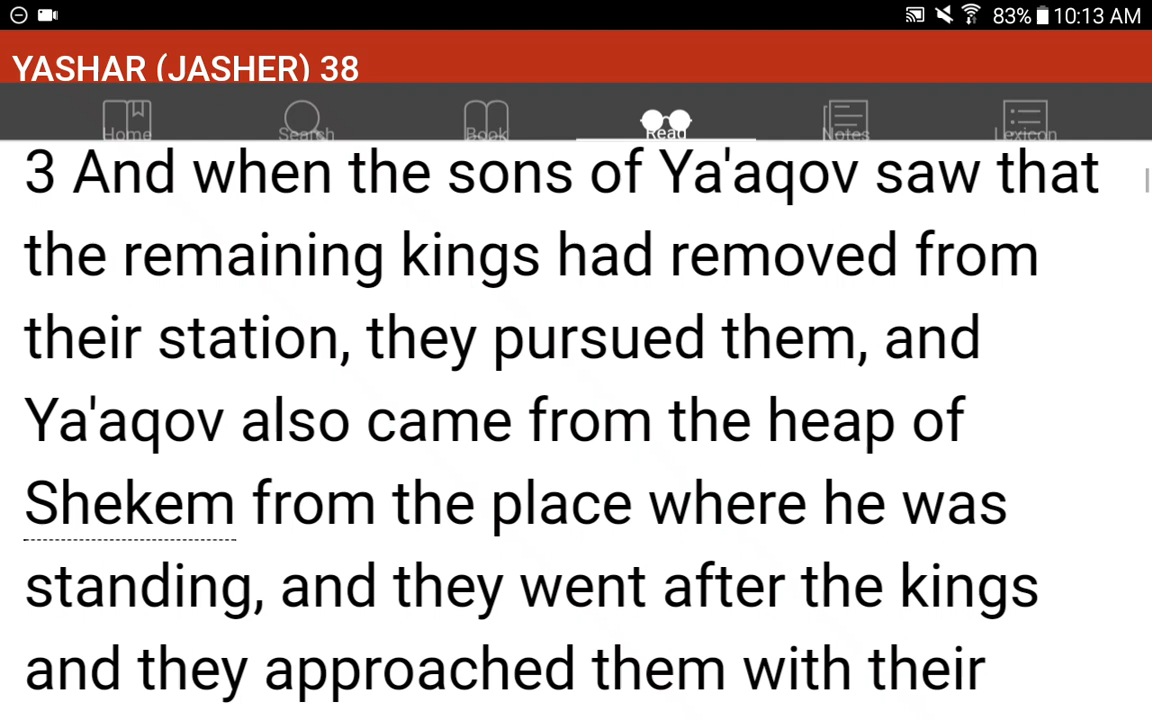 83% 10:13 AM
YASHAR (JASHER) 38
Home Search Book Read Notes Lexicon
3 And when the sons of Ya'aqov saw that
the remaining kings had removed from
their station, they pursued them, and
Ya'aqov also came from the heap of
Shekem from the place where he was
standing, and they went after the kings
and they approached them with their